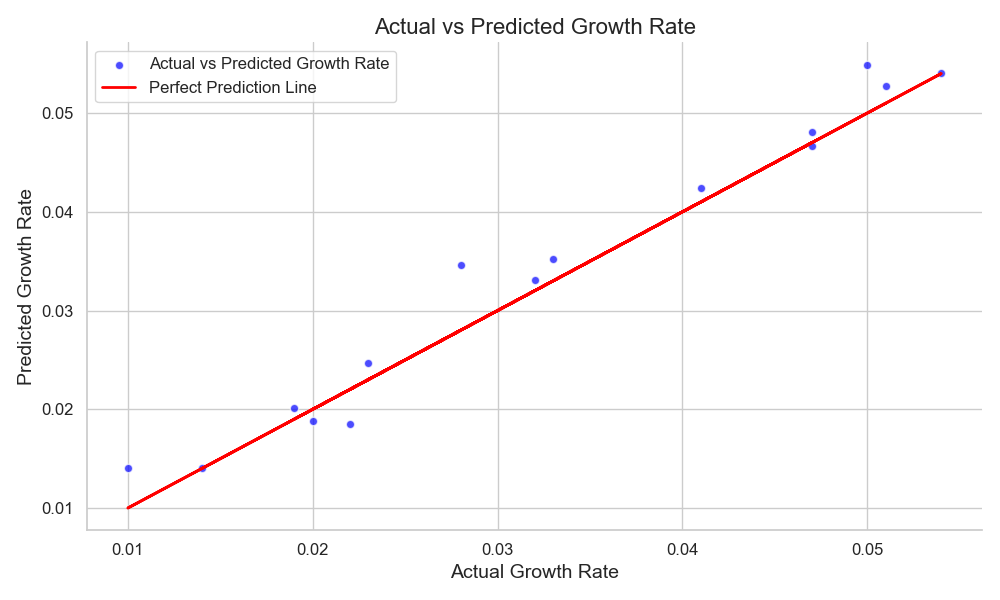 Actual vs Predicted Growth Rate
Actual vs Predicted Growth Rate
Perfect Prediction Line
Predicted Growth Rate
0.05
0.04
0.03
0.02
0.01
0.01 0.02 0.03 0.04 0.05
Actual Growth Rate